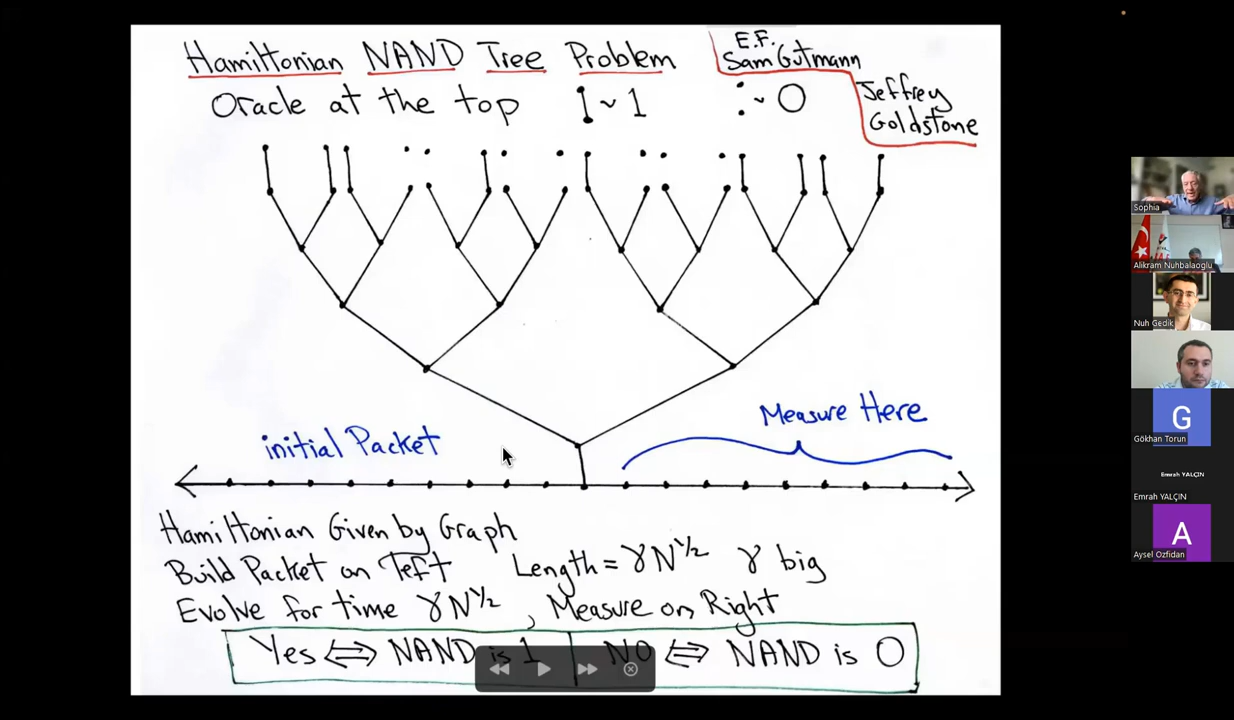 Hamiltonian NAND Tree Problem
E.F.
Sam Gutmann
Jeffrey
Goldstone
Oracle at the top ~ 1 : ~ 0
initial Packet
Measure Here
Hamiltonian Given by Graph
Build Packet on Left Length = γN^1/2 γ big
Evolve for time γN^1/2, Measure on Right
Yes ⇔ NAND is 1 NO ⇔ NAND is 0
Sophia
Alikram Nuhbalaoglu
Nuh Gedik
G
Gökhan Torun
Emrah YALÇIN
Emrah YALÇIN
A
Aysel Ozfidan